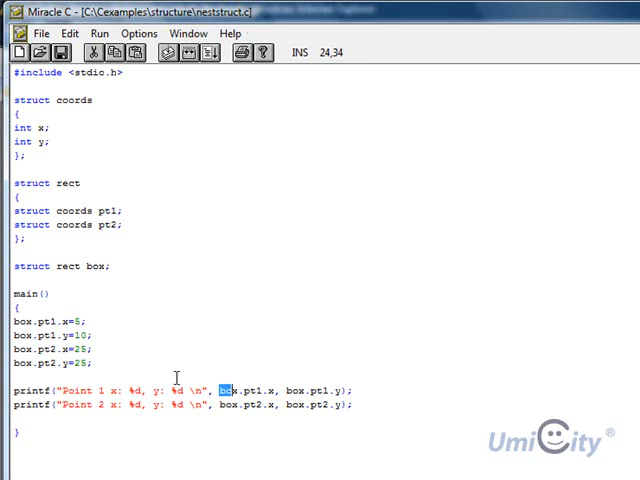 Miracle C - [C:\Cexamples\structure\neststruct.c]
File Edit Run Options Window Help
INS 24,34
#include <stdio.h>
struct coords
{
int x;
int y;
};
struct rect
{
struct coords pt1;
struct coords pt2;
};
struct rect box;
main()
{
box.pt1.x=5;
box.pt1.y=10;
box.pt2.x=25;
box.pt2.y=25;
printf("Point 1 x: %d, y: %d \n", box.pt1.x, box.pt1.y);
printf("Point 2 x: %d, y: %d \n", box.pt2.x, box.pt2.y);
}
UmiCity